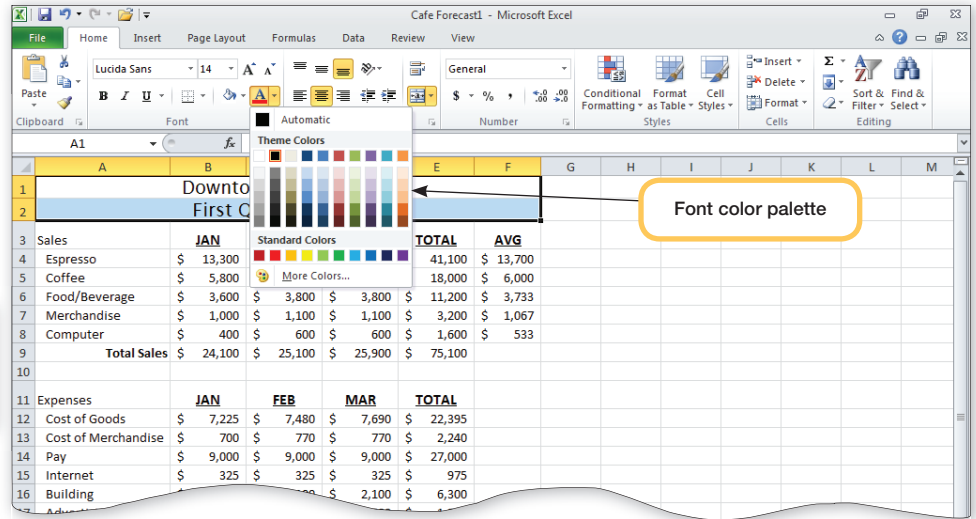 Cafe Forecast1 - Microsoft Excel
File Home Insert Page Layout Formulas Data Review View
Paste
Clipboard
Lucida Sans 14 A A
B I U A
Font
General
$ % , .00 .00
Number
Conditional Formatting Format as Table Cell Styles
Styles
Insert
Delete
Format
Cells
Σ Sort & Filter Find & Select
Editing
A1 fx
Automatic
Theme Colors
Standard Colors
More Colors...
Font color palette
A B E F G H I J K L M
1 Downto
2 First Q
3 Sales JAN TOTAL AVG
4 Espresso $ 13,300 41,100 $ 13,700
5 Coffee $ 5,800 18,000 $ 6,000
6 Food/Beverage $ 3,600 $ 3,800 $ 3,800 $ 11,200 $ 3,733
7 Merchandise $ 1,000 $ 1,100 $ 1,100 $ 3,200 $ 1,067
8 Computer $ 400 $ 600 $ 600 $ 1,600 $ 533
9 Total Sales $ 24,100 $ 25,100 $ 25,900 $ 75,100
10
11 Expenses JAN FEB MAR TOTAL
12 Cost of Goods $ 7,225 $ 7,480 $ 7,690 $ 22,395
13 Cost of Merchandise $ 700 $ 770 $ 770 $ 2,240
14 Pay $ 9,000 $ 9,000 $ 9,000 $ 27,000
15 Internet $ 325 $ 325 $ 325 $ 975
16 Building $ 2,100 $ 6,300